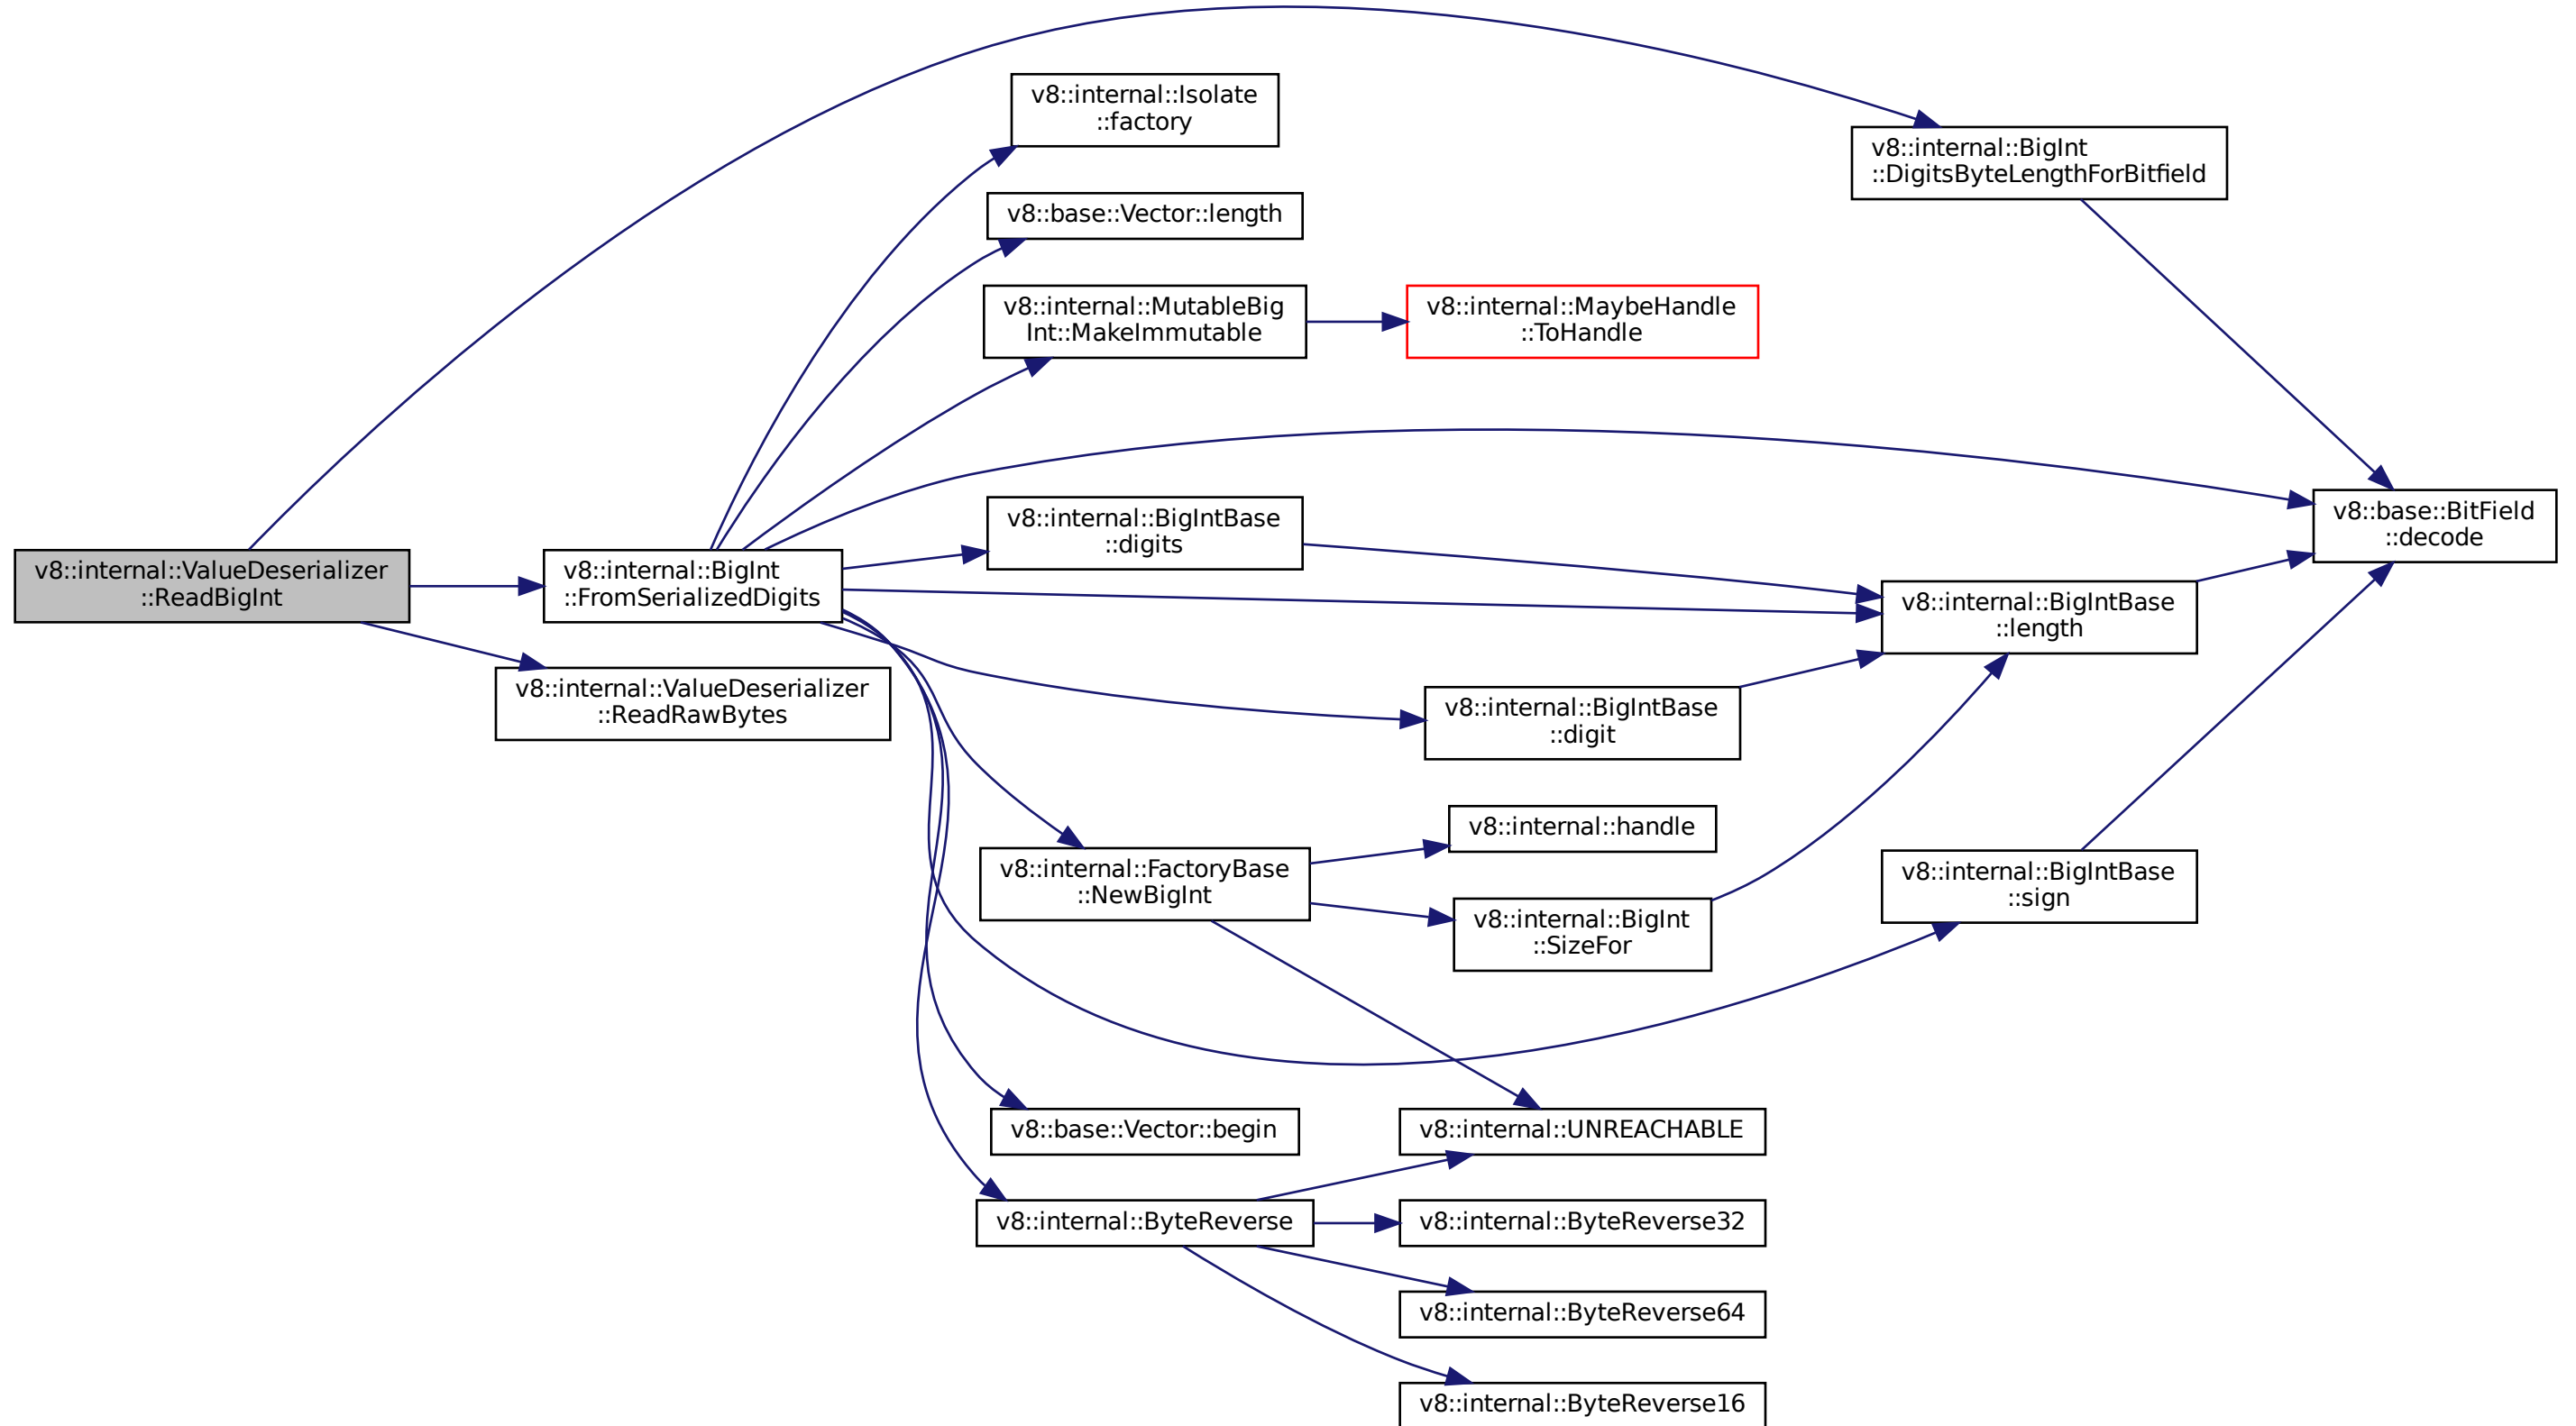 v8::internal::Isolate
::factory
v8::internal::BigInt
::DigitsByteLengthForBitfield
v8::base::Vector::length
v8::internal::MutableBig
Int::MakeImmutable
v8::internal::MaybeHandle
::ToHandle
v8::internal::BigIntBase
::digits
v8::base::BitField
::decode
v8::internal::ValueDeserializer
::ReadBigInt
v8::internal::BigInt
::FromSerializedDigits
v8::internal::BigIntBase
::length
v8::internal::ValueDeserializer
::ReadRawBytes
v8::internal::BigIntBase
::digit
v8::internal::handle
v8::internal::FactoryBase
::NewBigInt
v8::internal::BigIntBase
::sign
v8::internal::BigInt
::SizeFor
v8::base::Vector::begin
v8::internal::UNREACHABLE
v8::internal::ByteReverse
v8::internal::ByteReverse32
v8::internal::ByteReverse64
v8::internal::ByteReverse16